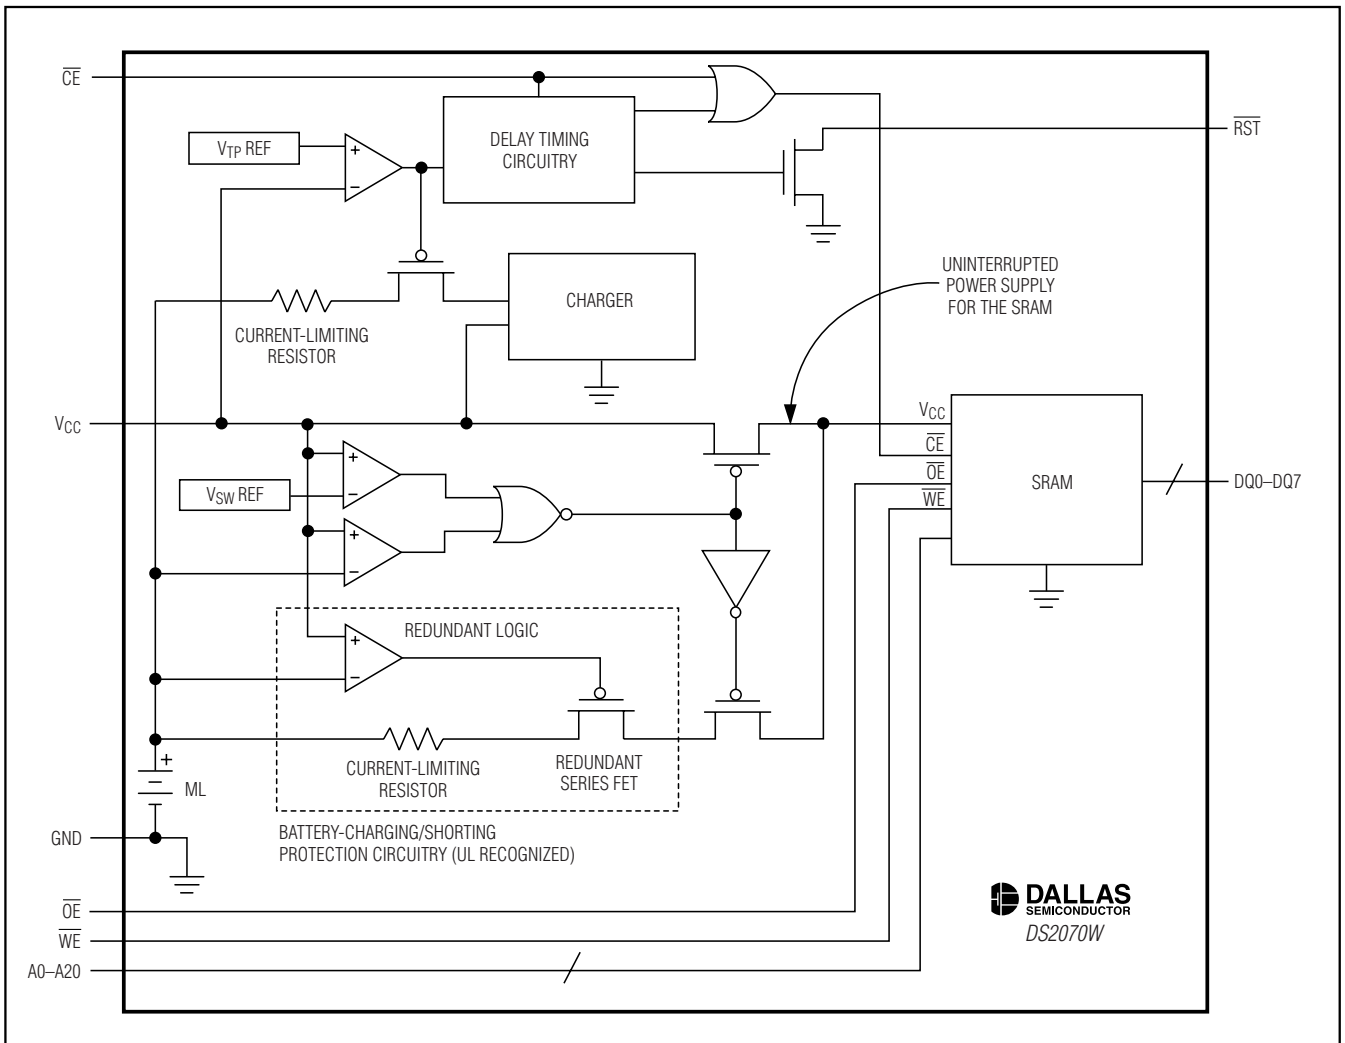 CE
VTP REF
+
−
DELAY TIMING
CIRCUITRY
RST
CURRENT-LIMITING
RESISTOR
CHARGER
UNINTERRUPTED
POWER SUPPLY
FOR THE SRAM
VCC
VSW REF
+
−
+
−
VCC
CE
OE
WE
SRAM
DQ0–DQ7
REDUNDANT LOGIC
+
−
CURRENT-LIMITING
RESISTOR
REDUNDANT
SERIES FET
+
ML
GND
BATTERY-CHARGING/SHORTING
PROTECTION CIRCUITRY (UL RECOGNIZED)
OE
WE
A0–A20
DALLAS
SEMICONDUCTOR
DS2070W